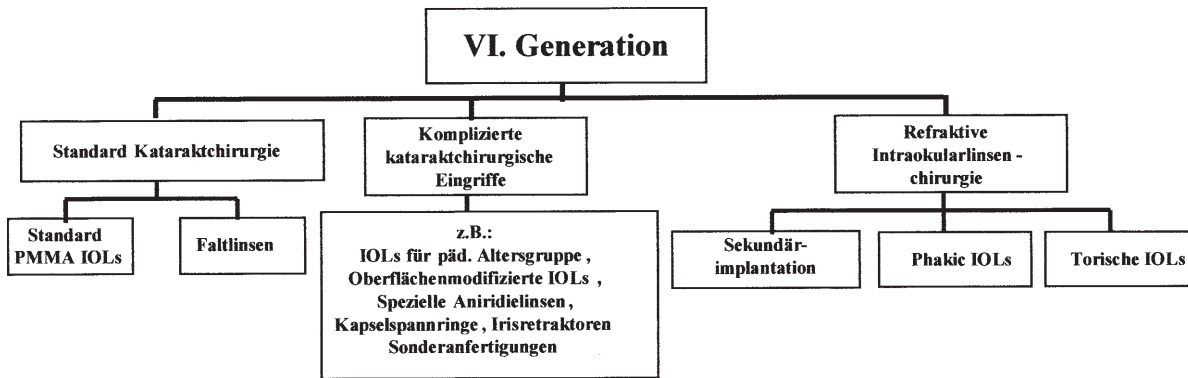 VI. Generation
Standard Kataraktchirurgie
Komplizierte
kataraktchirurgische
Eingriffe
Refraktive
Intraokularlinsen -
chirurgie
Standard
PMMA IOLs
Faltlinsen
z.B.:
IOLs für päd. Altersgruppe ,
Oberflächenmodifizierte IOLs ,
Spezielle Aniridielinsen ,
Kapselspannringe , Irisretraktoren
Sonderanfertigungen
Sekundär-
implantation
Phakic IOLs
Torische IOLs